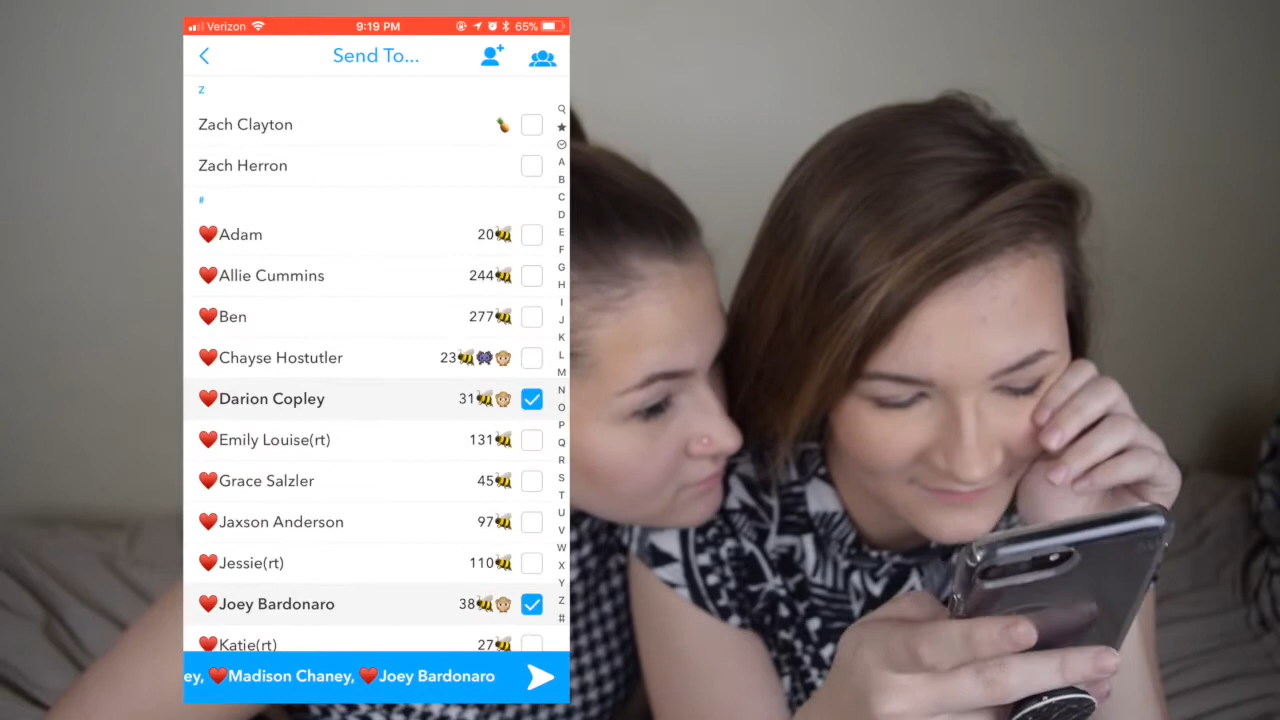 Verizon 9:19 PM 65%
Send To...
Z
Zach Clayton
Zach Herron
#
Adam 20
Allie Cummins 244
Ben 277
Chayse Hostutler 23
Darion Copley 31
Emily Louise(rt) 131
Grace Salzler 45
Jaxson Anderson 97
Jessie(rt) 110
Joey Bardonaro 38
Katie(rt) 27
ey, ❤️Madison Chaney, ❤️Joey Bardonaro
A
B
C
D
E
F
G
H
I
J
K
L
M
N
O
P
Q
R
S
T
U
V
W
X
Y
Z
#